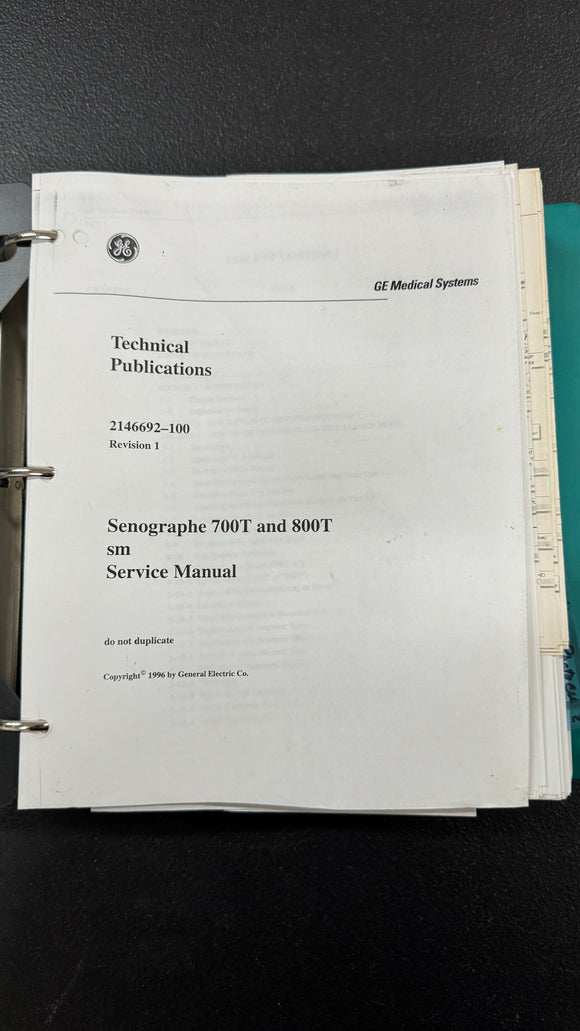 GE Medical Systems
Technical
Publications
2146692–100
Revision 1
Senographe 700T and 800T
sm
Service Manual
do not duplicate
Copyright© 1996 by General Electric Co.